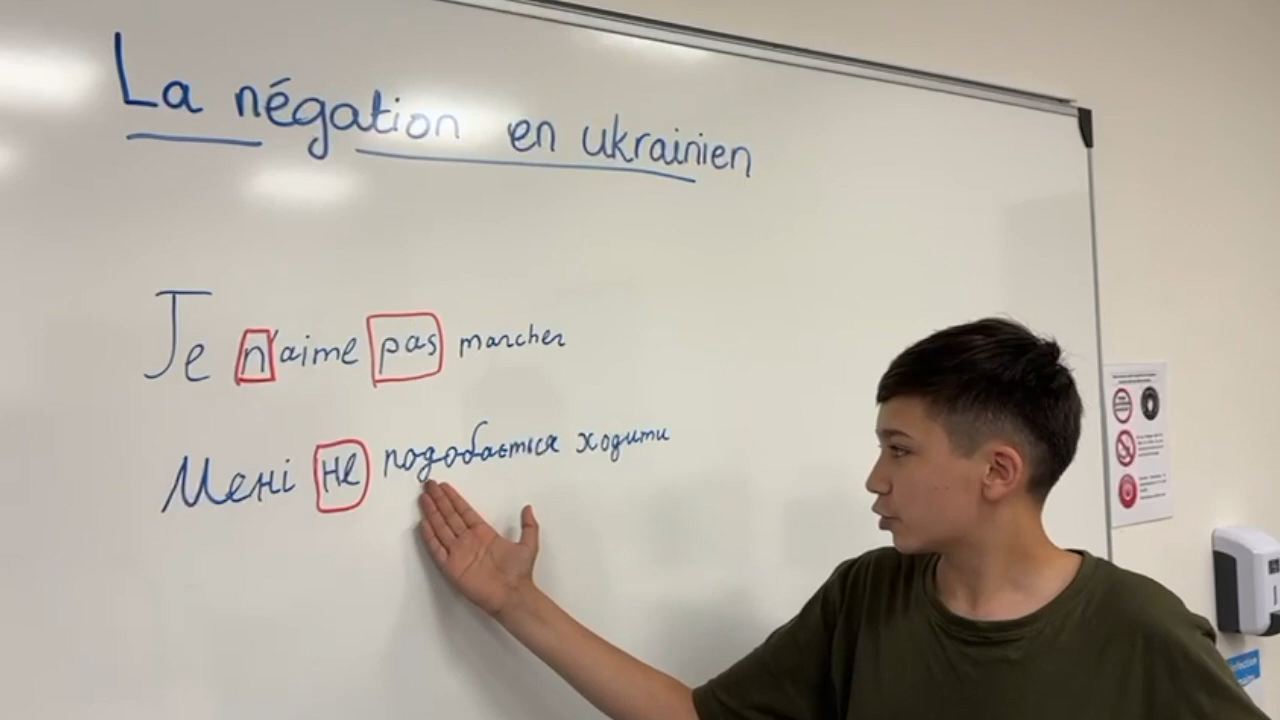 La négation en ukrainien
Je n'aime pas marcher
Мені не подобається ходити